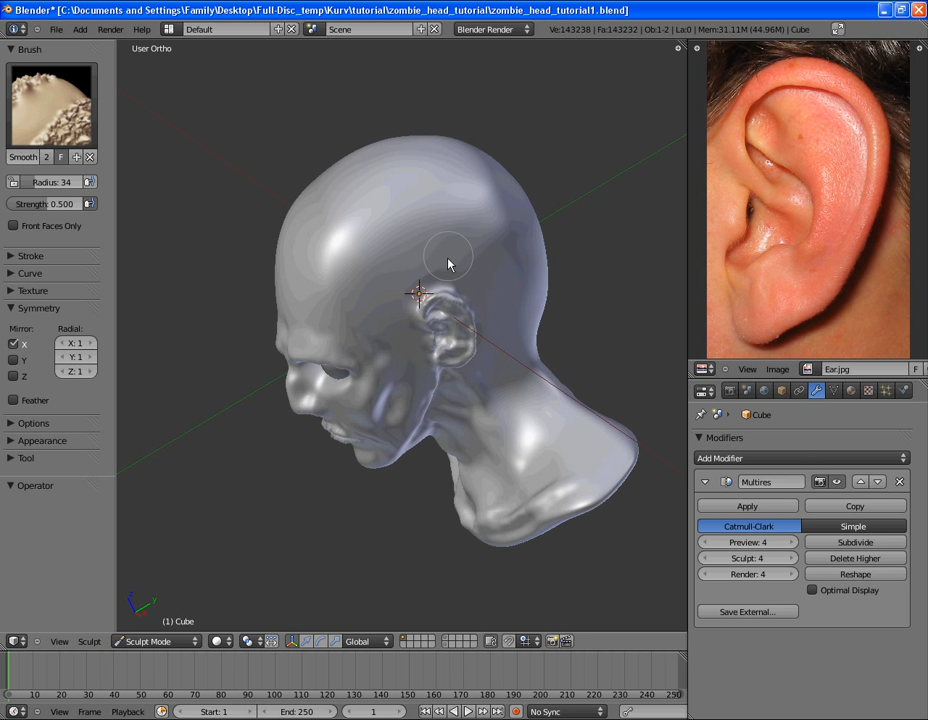 Blender* [C:\Documents and Settings\Family\Desktop\Full-Disc_temp\Kurv\tutorial\zombie_head_tutorial\zombie_head_tutorial1.blend]
File Add Render Help Default Scene Blender Render Ve:143238 | Fa:143232 | Ob:1-2 | La:0 | Mem:31.11M (44.96M) | Cube
Brush
User Ortho
Smooth 2 F
Radius: 34
Strength: 0.500
Front Faces Only
Stroke
Curve
Texture
Symmetry
Mirror: Radial:
X X: 1
Y Y: 1
Z Z: 1
Feather
Options
Appearance
Tool
Operator
(1) Cube
View Sculpt Sculpt Mode Global
0 10 20 30 40 50 60 70 80 90 100 110 120 130 140 150 160 170 180 190 200 210 220 230 240 250
View Frame Playback Start: 1 End: 250 1 No Sync
View Image Ear.jpg F
Cube
Modifiers
Add Modifier
Multires
Apply Copy
Catmull-Clark Simple
Preview: 4 Subdivide
Sculpt: 4 Delete Higher
Render: 4 Reshape
Optimal Display
Save External...